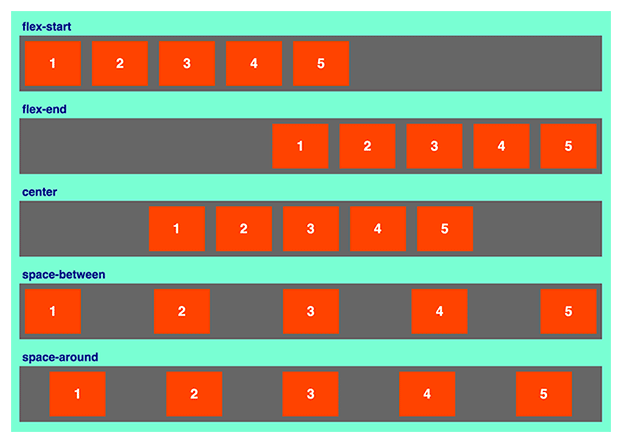 flex-start
1 2 3 4 5
flex-end
1 2 3 4 5
center
1 2 3 4 5
space-between
1 2 3 4 5
space-around
1 2 3 4 5